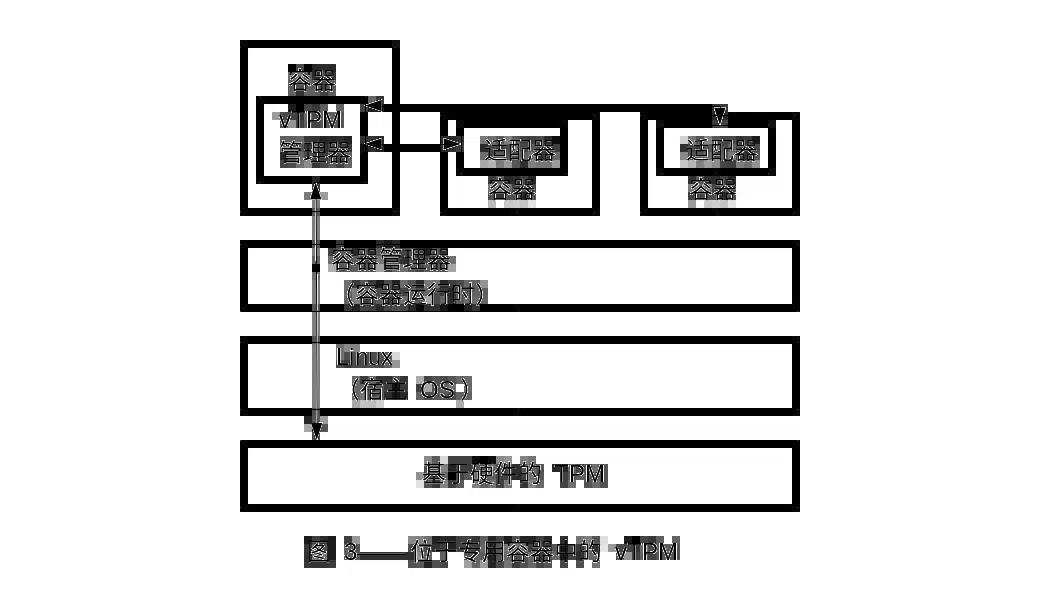 容器
vTPM
管理器
适配器
容器
适配器
容器
容器管理器
（容器运行时）
Linux
（宿主 OS）
基于硬件的 TPM
图 3——位于专用容器中的 vTPM